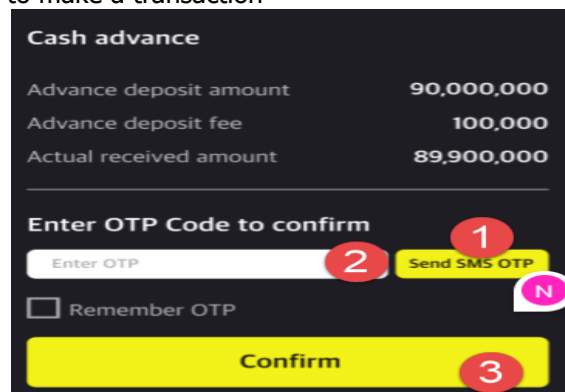 to make a transaction
Cash advance
Advance deposit amount 90,000,000
Advance deposit fee 100,000
Actual received amount 89,900,000
Enter OTP Code to confirm
1
Enter OTP 2 Send SMS OTP
N
Remember OTP
Confirm 3